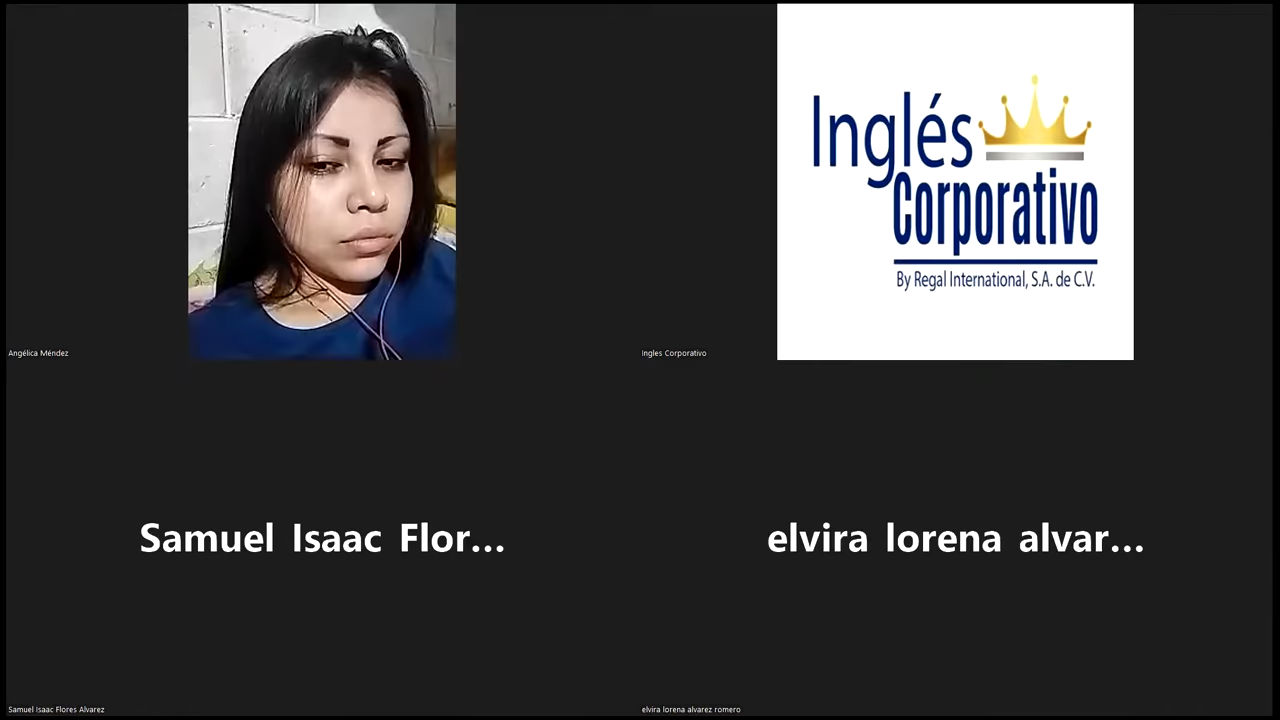 Inglés
Corporativo
By Regal International, S.A. de C.V.
Angélica Méndez
Ingles Corporativo
Samuel Isaac Flor...
elvira lorena alvar...
Samuel Isaac Flores Alvarez
elvira lorena alvarez romero